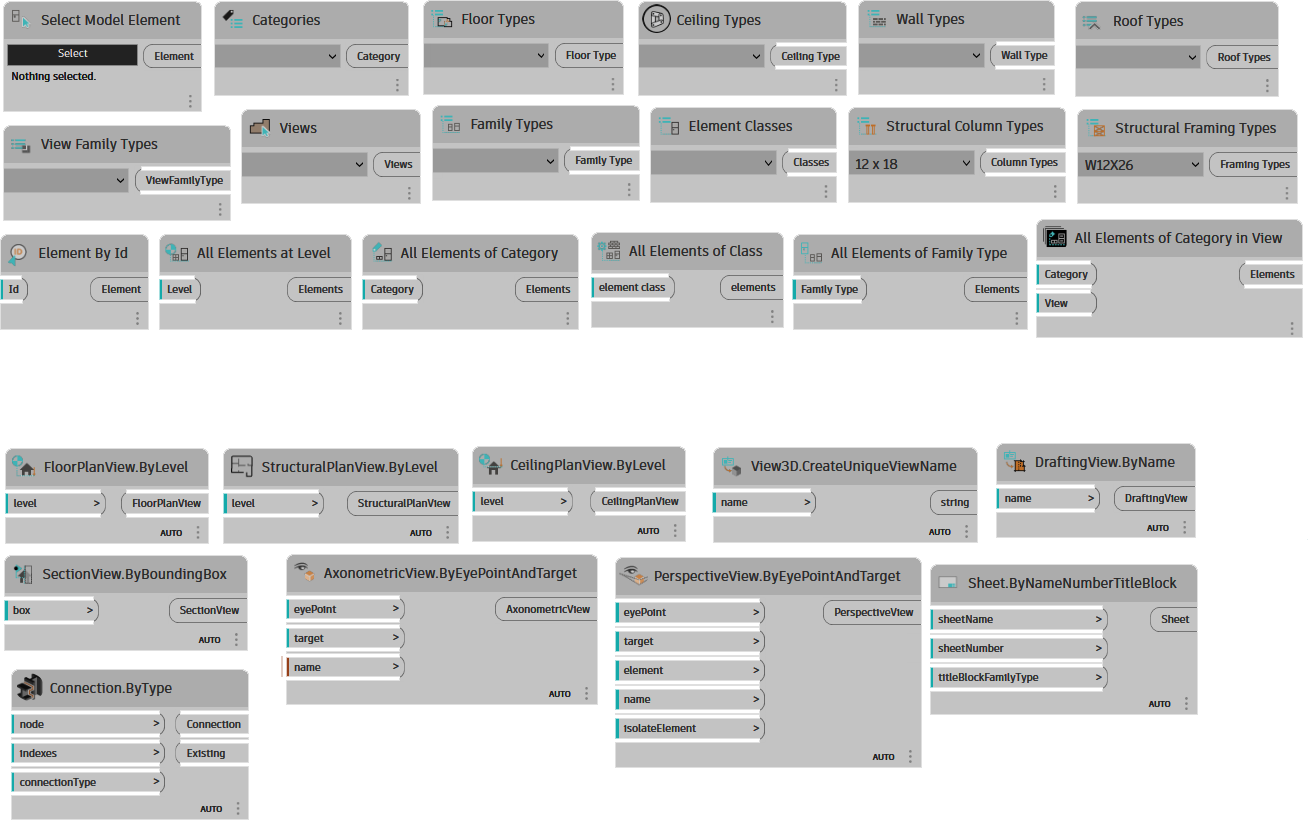 Select Model Element
Select
Element
Nothing selected.
Categories
Category
Floor Types
Floor Type
Ceiling Types
Ceiling Type
Wall Types
Wall Type
Roof Types
Roof Types
View Family Types
ViewFamilyType
Views
Views
Family Types
Family Type
Element Classes
Classes
Structural Column Types
12 x 18
Column Types
Structural Framing Types
W12X26
Framing Types
Element By Id
Id
Element
All Elements at Level
Level
Elements
All Elements of Category
Category
Elements
All Elements of Class
element class
elements
All Elements of Family Type
Family Type
Elements
All Elements of Category in View
Category
Elements
View
FloorPlanView.ByLevel
level >
FloorPlanView
AUTO
StructuralPlanView.ByLevel
level >
StructuralPlanView
AUTO
CeilingPlanView.ByLevel
level >
CeilingPlanView
AUTO
View3D.CreateUniqueViewName
name >
string
AUTO
DraftingView.ByName
name >
DraftingView
AUTO
SectionView.ByBoundingBox
box >
SectionView
AUTO
AxonometricView.ByEyePointAndTarget
eyePoint >
AxonometricView
target >
name >
AUTO
PerspectiveView.ByEyePointAndTarget
eyePoint >
PerspectiveView
target >
element >
name >
isolateElement >
AUTO
Sheet.ByNameNumberTitleBlock
sheetName >
Sheet
sheetNumber >
titleBlockFamilyType >
AUTO
Connection.ByType
node >
Connection
indexes >
Existing
connectionType >
AUTO